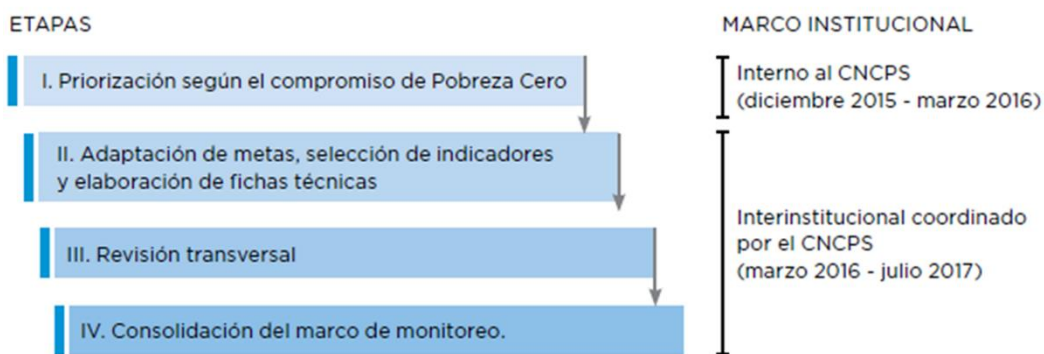 ETAPAS
I. Priorización según el compromiso de Pobreza Cero
II. Adaptación de metas, selección de indicadores
y elaboración de fichas técnicas
III. Revisión transversal
IV. Consolidación del marco de monitoreo.
MARCO INSTITUCIONAL
Interno al CNCPS
(diciembre 2015 - marzo 2016)
Interinstitucional coordinado
por el CNCPS
(marzo 2016 - julio 2017)